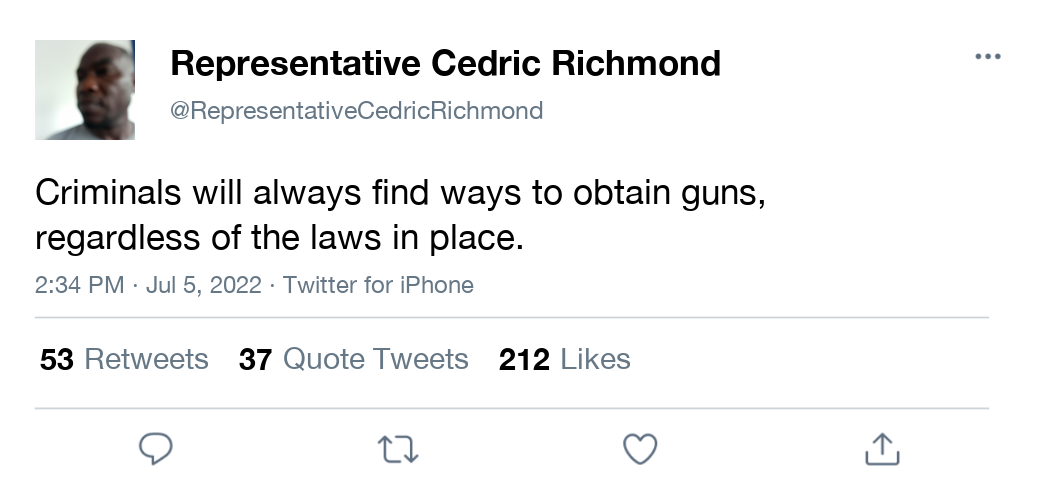 Representative Cedric Richmond
@RepresentativeCedricRichmond
Criminals will always find ways to obtain guns,
regardless of the laws in place.
2:34 PM · Jul 5, 2022 · Twitter for iPhone
53 Retweets 37 Quote Tweets 212 Likes